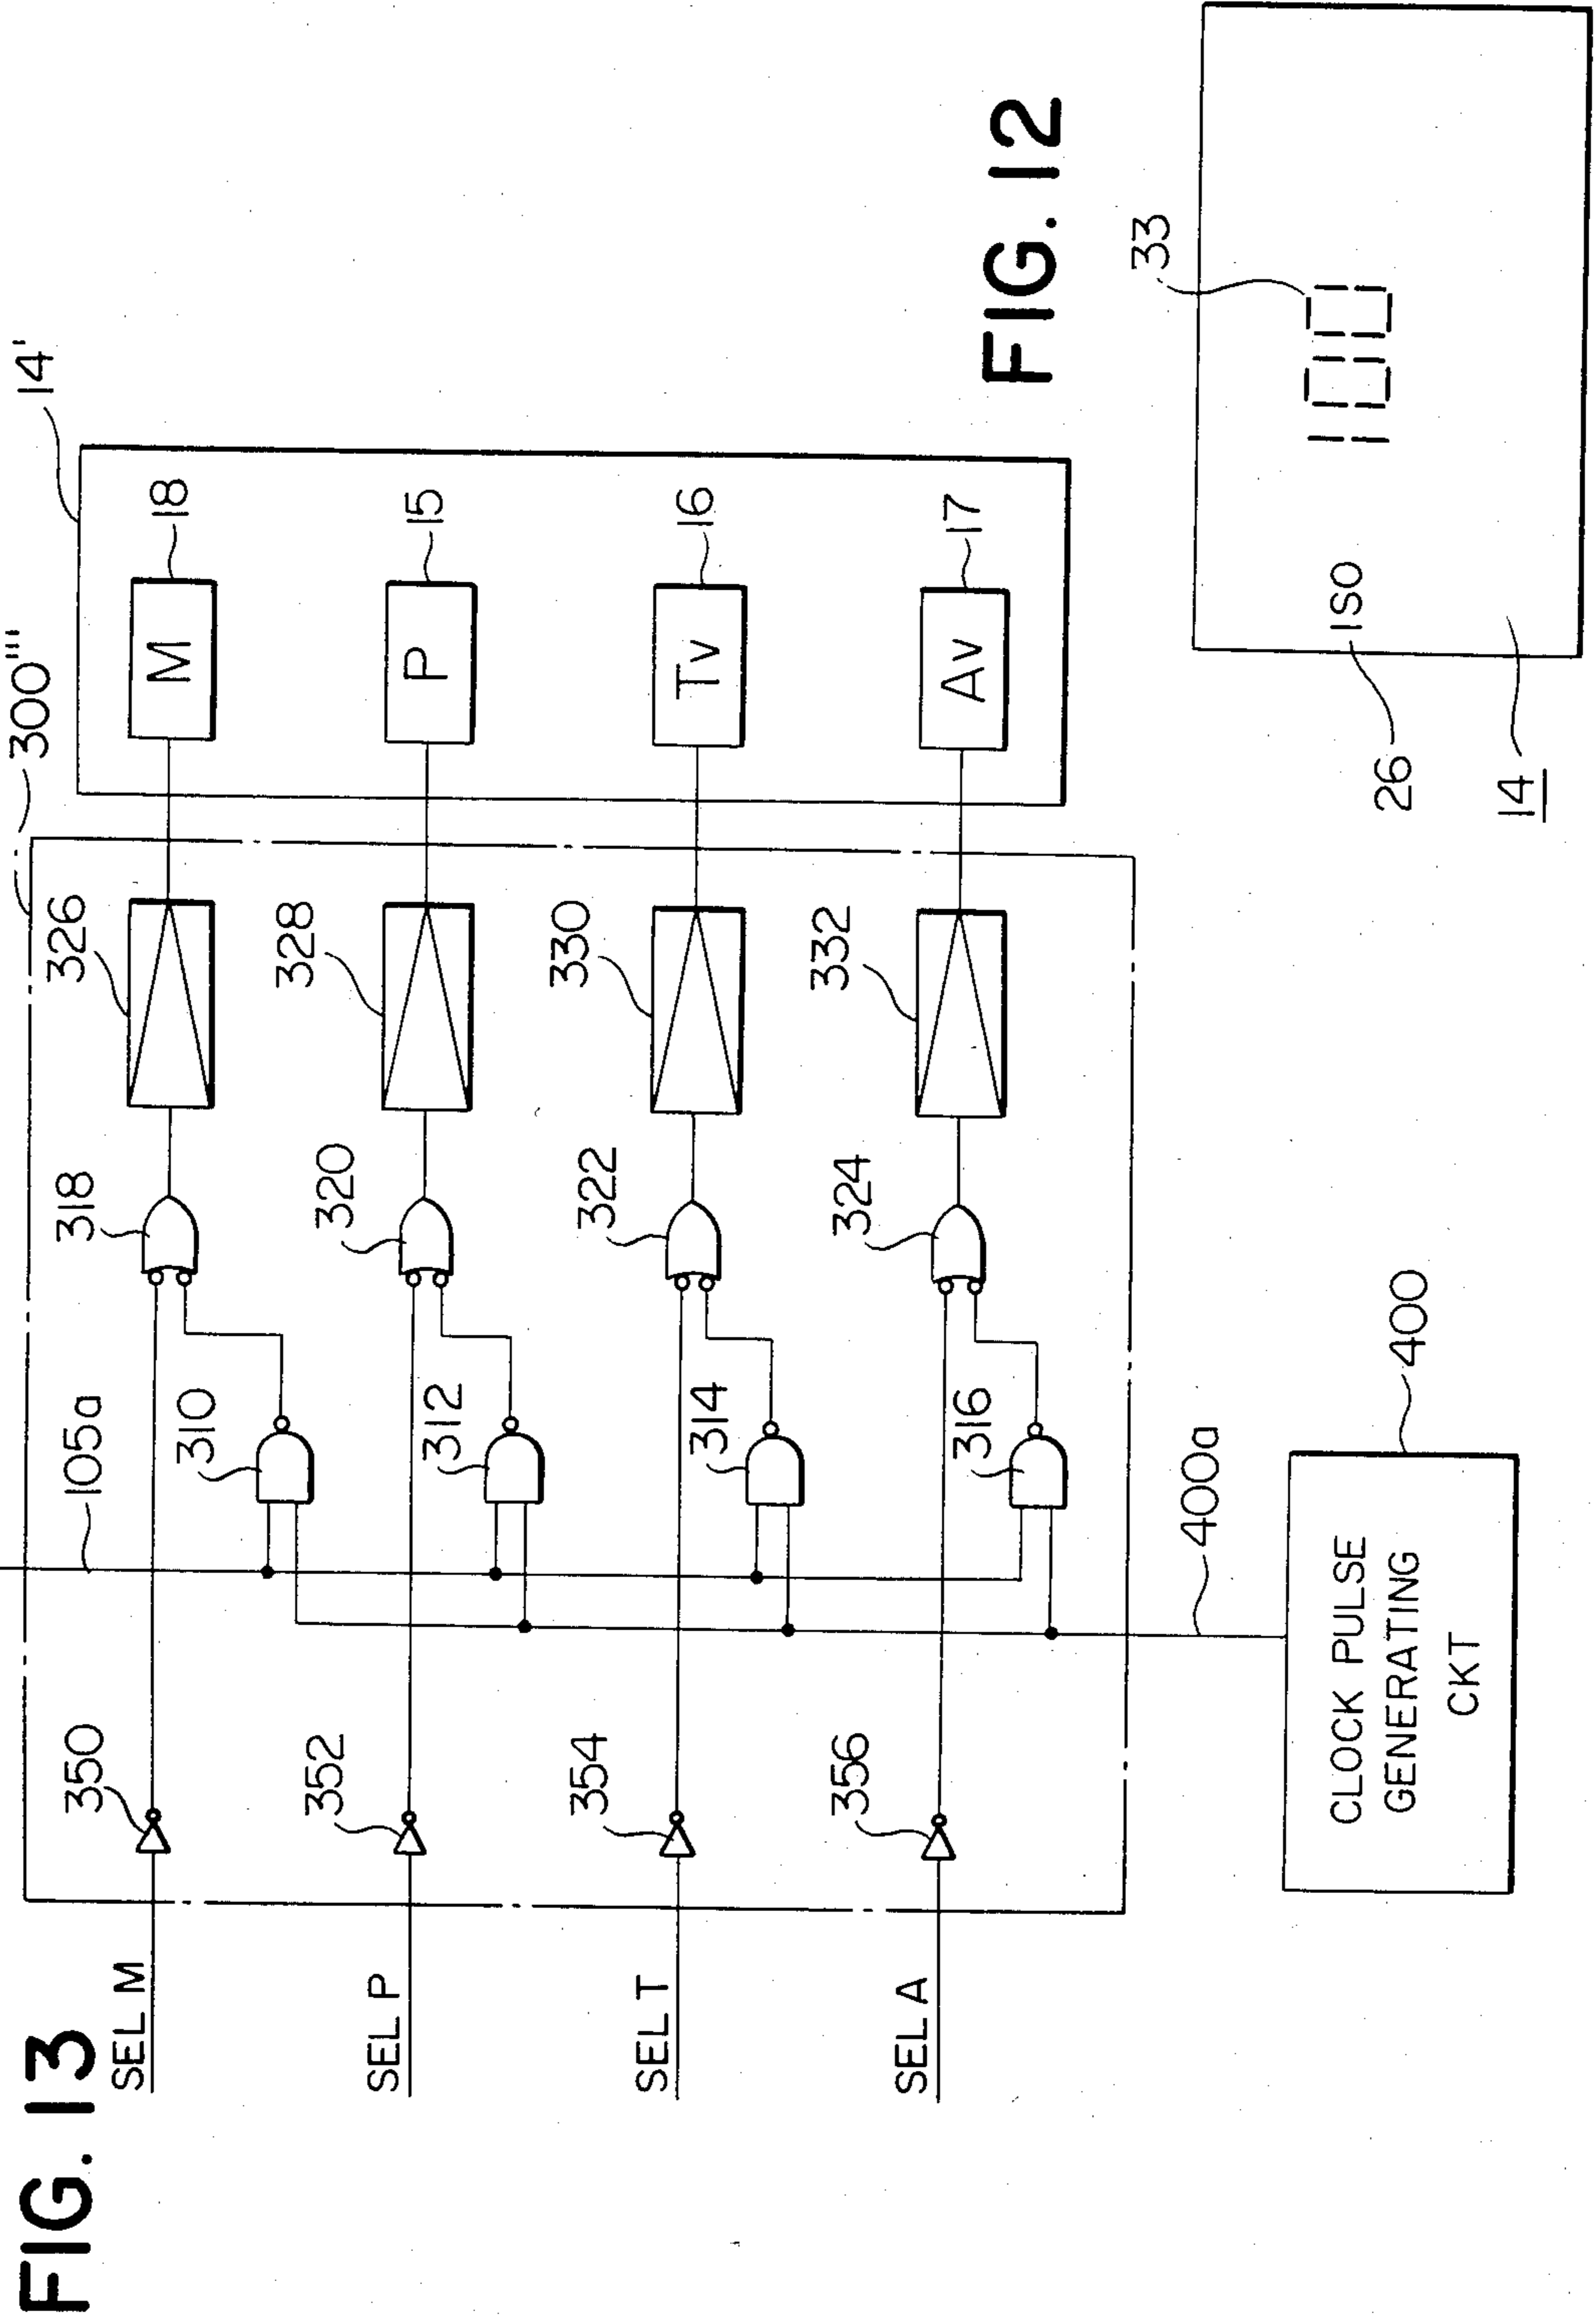 FIG. 13
SEL M
350
105a
310
318
326
300'''
18
M
14'
SEL P
352
312
320
328
15
P
SEL T
354
314
322
330
16
Tv
SEL A
356
316
324
332
17
Av
400a
400
CLOCK PULSE
GENERATING
CKT
FIG. 12
33
100
ISO
26
14